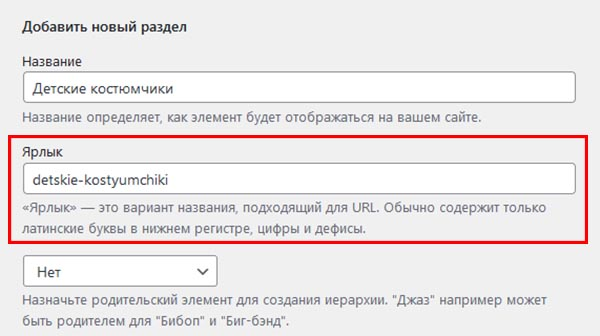 Добавить новый раздел
Название
Детские костюмчики
Название определяет, как элемент будет отображаться на вашем сайте.
Ярлык
detskie-kostyumchiki
«Ярлык» — это вариант названия, подходящий для URL. Обычно содержит только
латинские буквы в нижнем регистре, цифры и дефисы.
Нет
Назначьте родительский элемент для создания иерархии. "Джаз" например может
быть родителем для "Бибоп" и "Биг-бэнд".